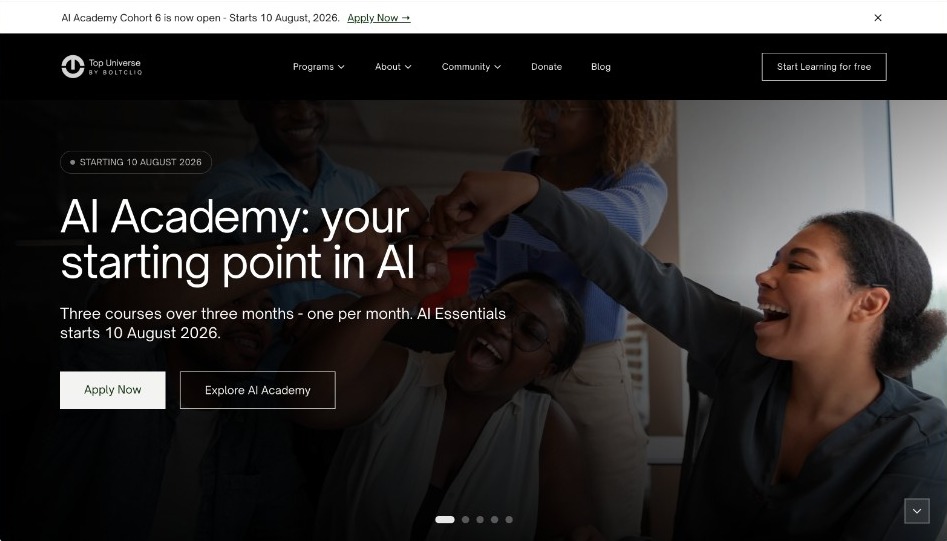 AI Academy Cohort 6 is now open - Starts 10 August, 2026. Apply Now →
Top Universe
BY BOLTCLIQ
Programs
About
Community
Donate
Blog
Start Learning for free
STARTING 10 AUGUST 2026
AI Academy: your
starting point in AI
Three courses over three months - one per month. AI Essentials
starts 10 August 2026.
Apply Now
Explore AI Academy